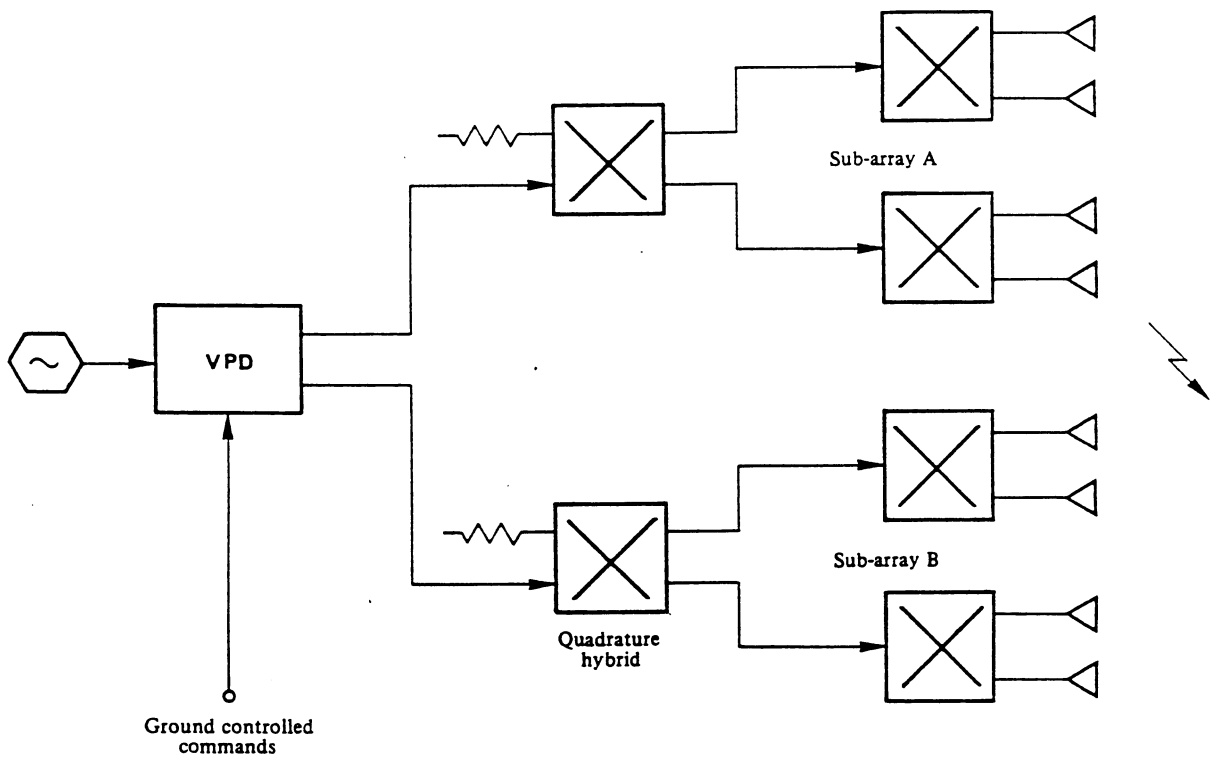 Sub-array A
VPD
Sub-array B
Quadrature
hybrid
Ground controlled
commands